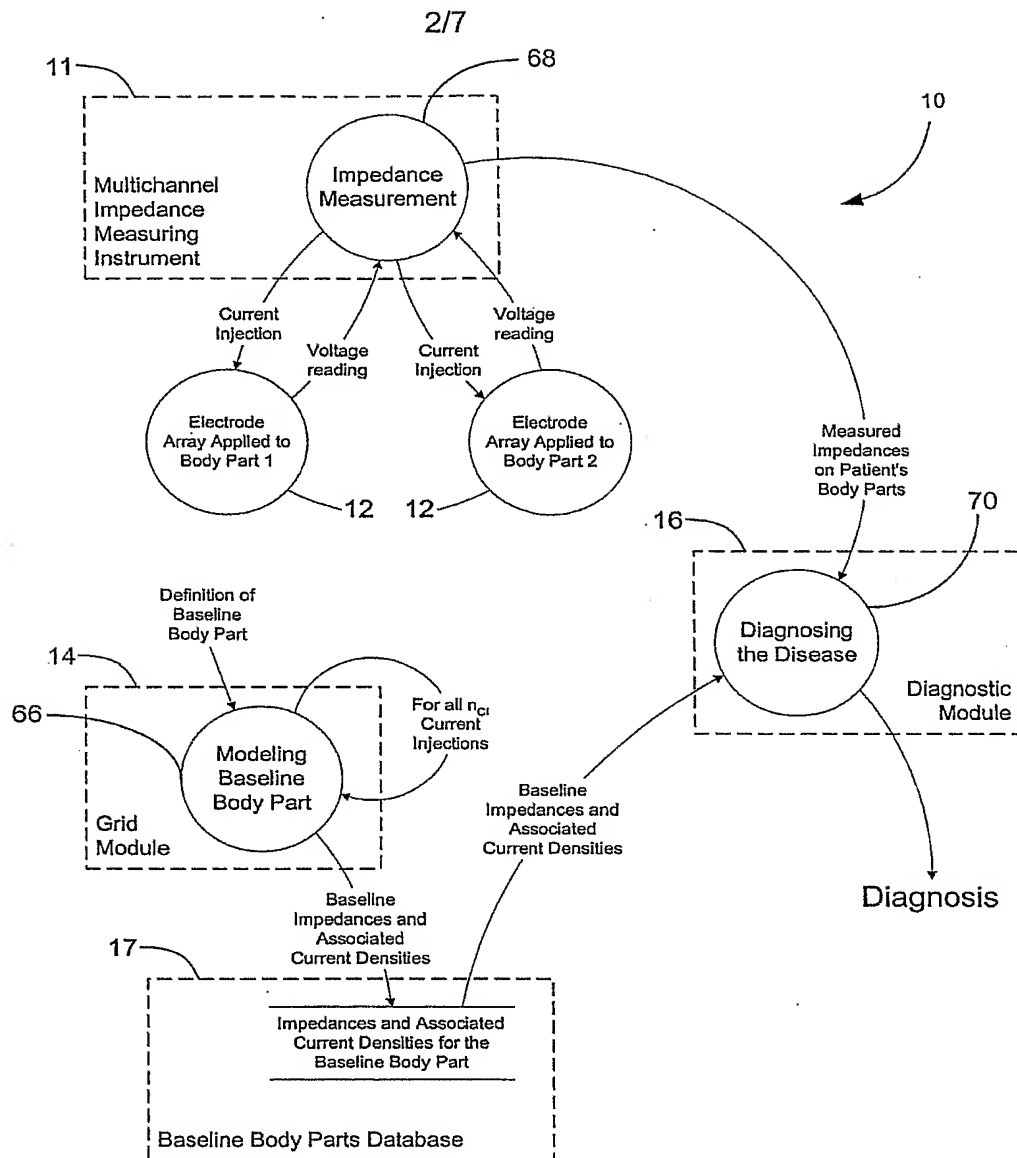 2/7
11
68
10
Impedance
Measurement
Multichannel
Impedance
Measuring
Instrument
Current
Injection
Voltage
reading
Current
Injection
Voltage
reading
Electrode
Array Applied to
Body Part 1
Electrode
Array Applied to
Body Part 2
12
12
Measured
Impedances
on Patient's
Body Parts
16
70
Diagnosing
the Disease
Diagnostic
Module
Definition of
Baseline
Body Part
14
66
For all nCI
Current
Injections
Modeling
Baseline
Body Part
Grid
Module
Baseline
Impedances and
Associated
Current Densities
Diagnosis
Baseline
Impedances and
Associated
Current Densities
17
Impedances and Associated
Current Densities for the
Baseline Body Part
Baseline Body Parts Database